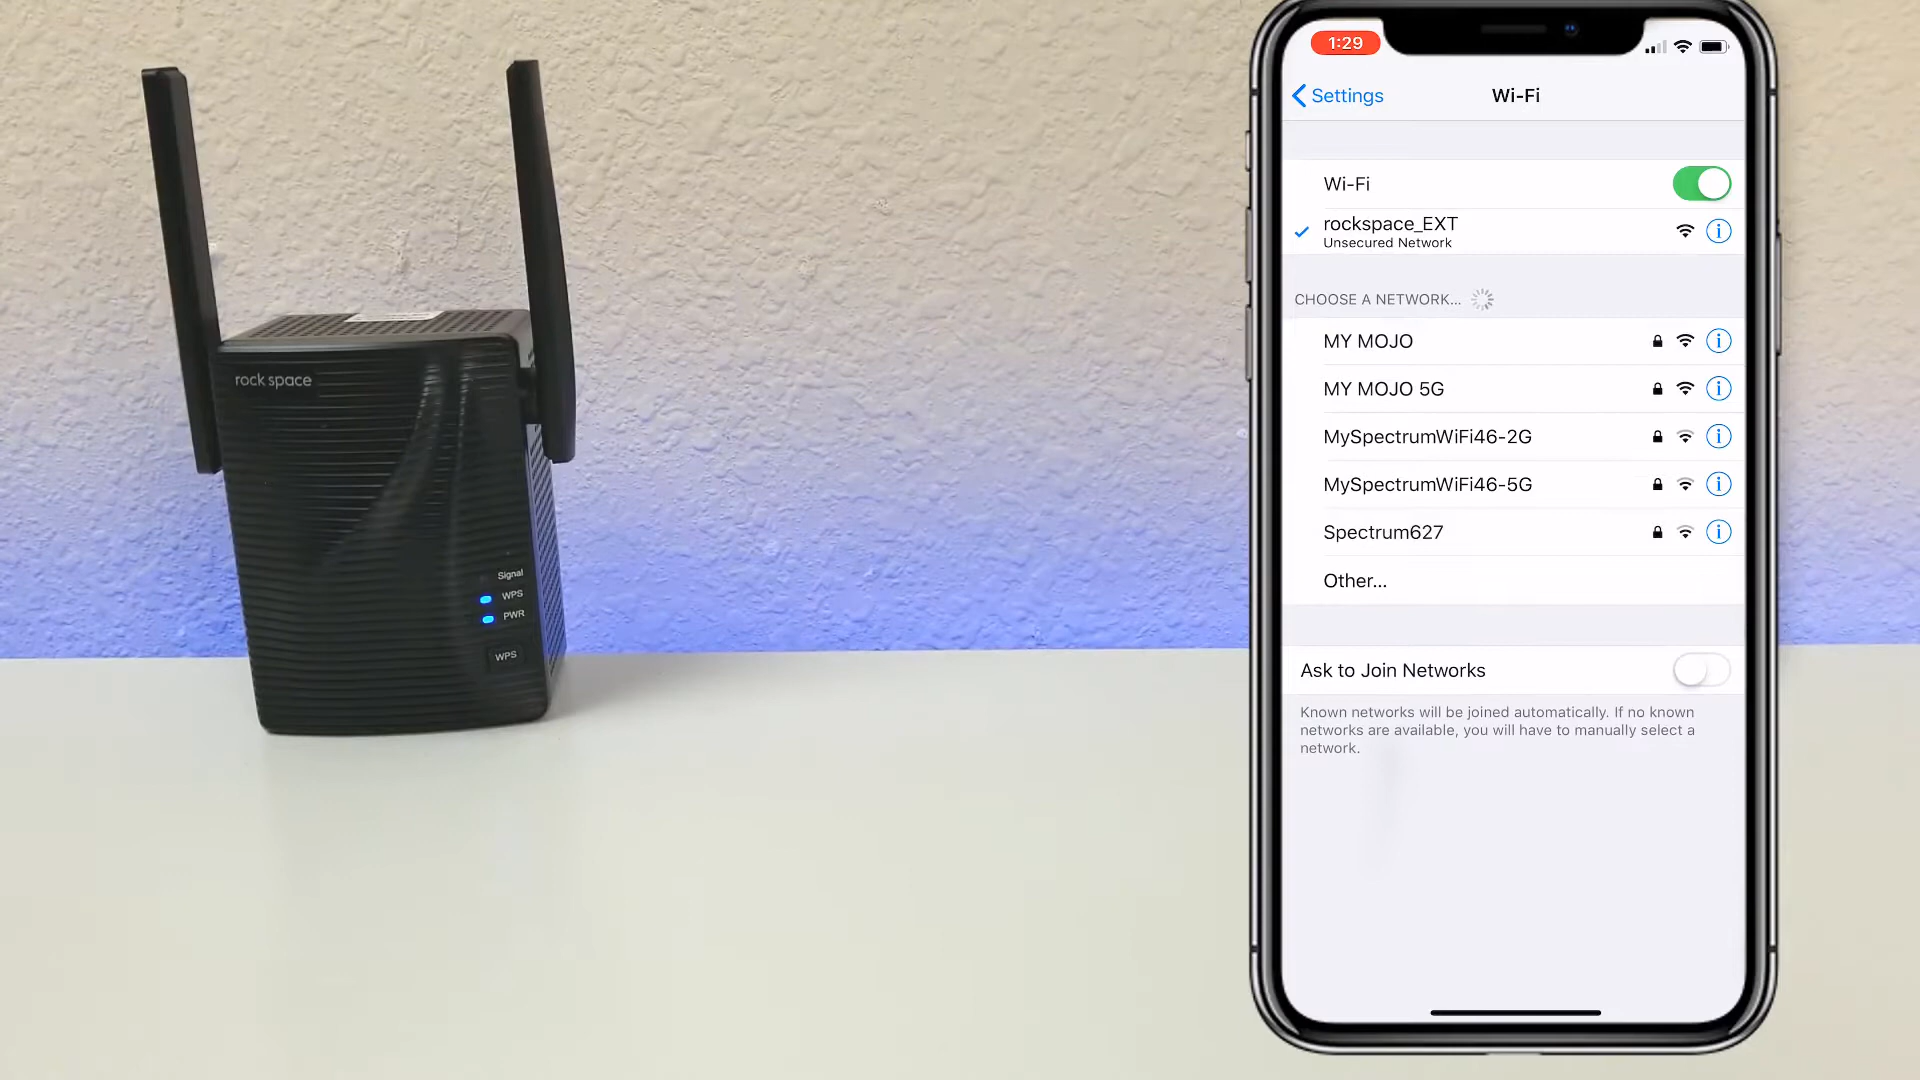 rock space
Signal
WPS
PWR
WPS
1:29
Settings
Wi-Fi
Wi-Fi
rockspace_EXT
Unsecured Network
CHOOSE A NETWORK...
MY MOJO
MY MOJO 5G
MySpectrumWiFi46-2G
MySpectrumWiFi46-5G
Spectrum627
Other...
Ask to Join Networks
Known networks will be joined automatically. If no known
networks are available, you will have to manually select a
network.